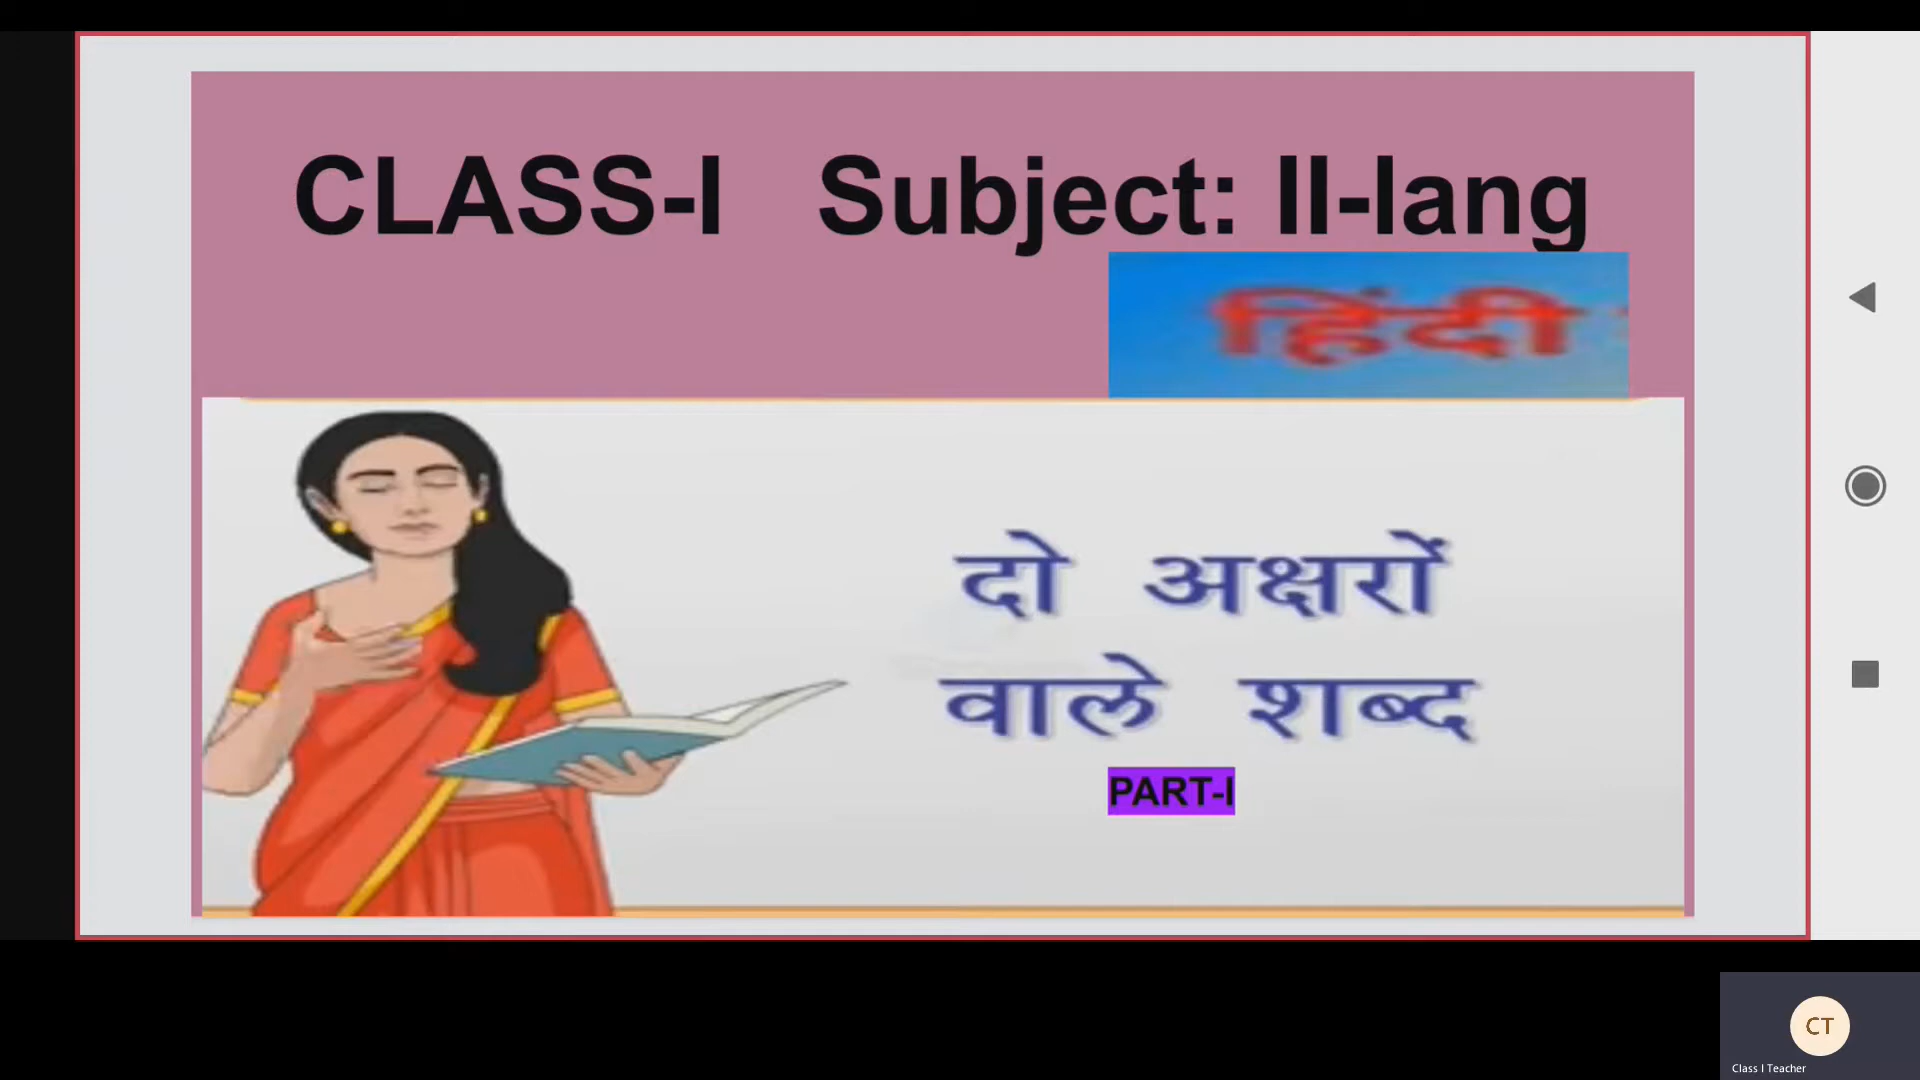 CLASS-I Subject: II-lang
हिंदी
दो अक्षरों
वाले शब्द
PART-I
CT
Class I Teacher